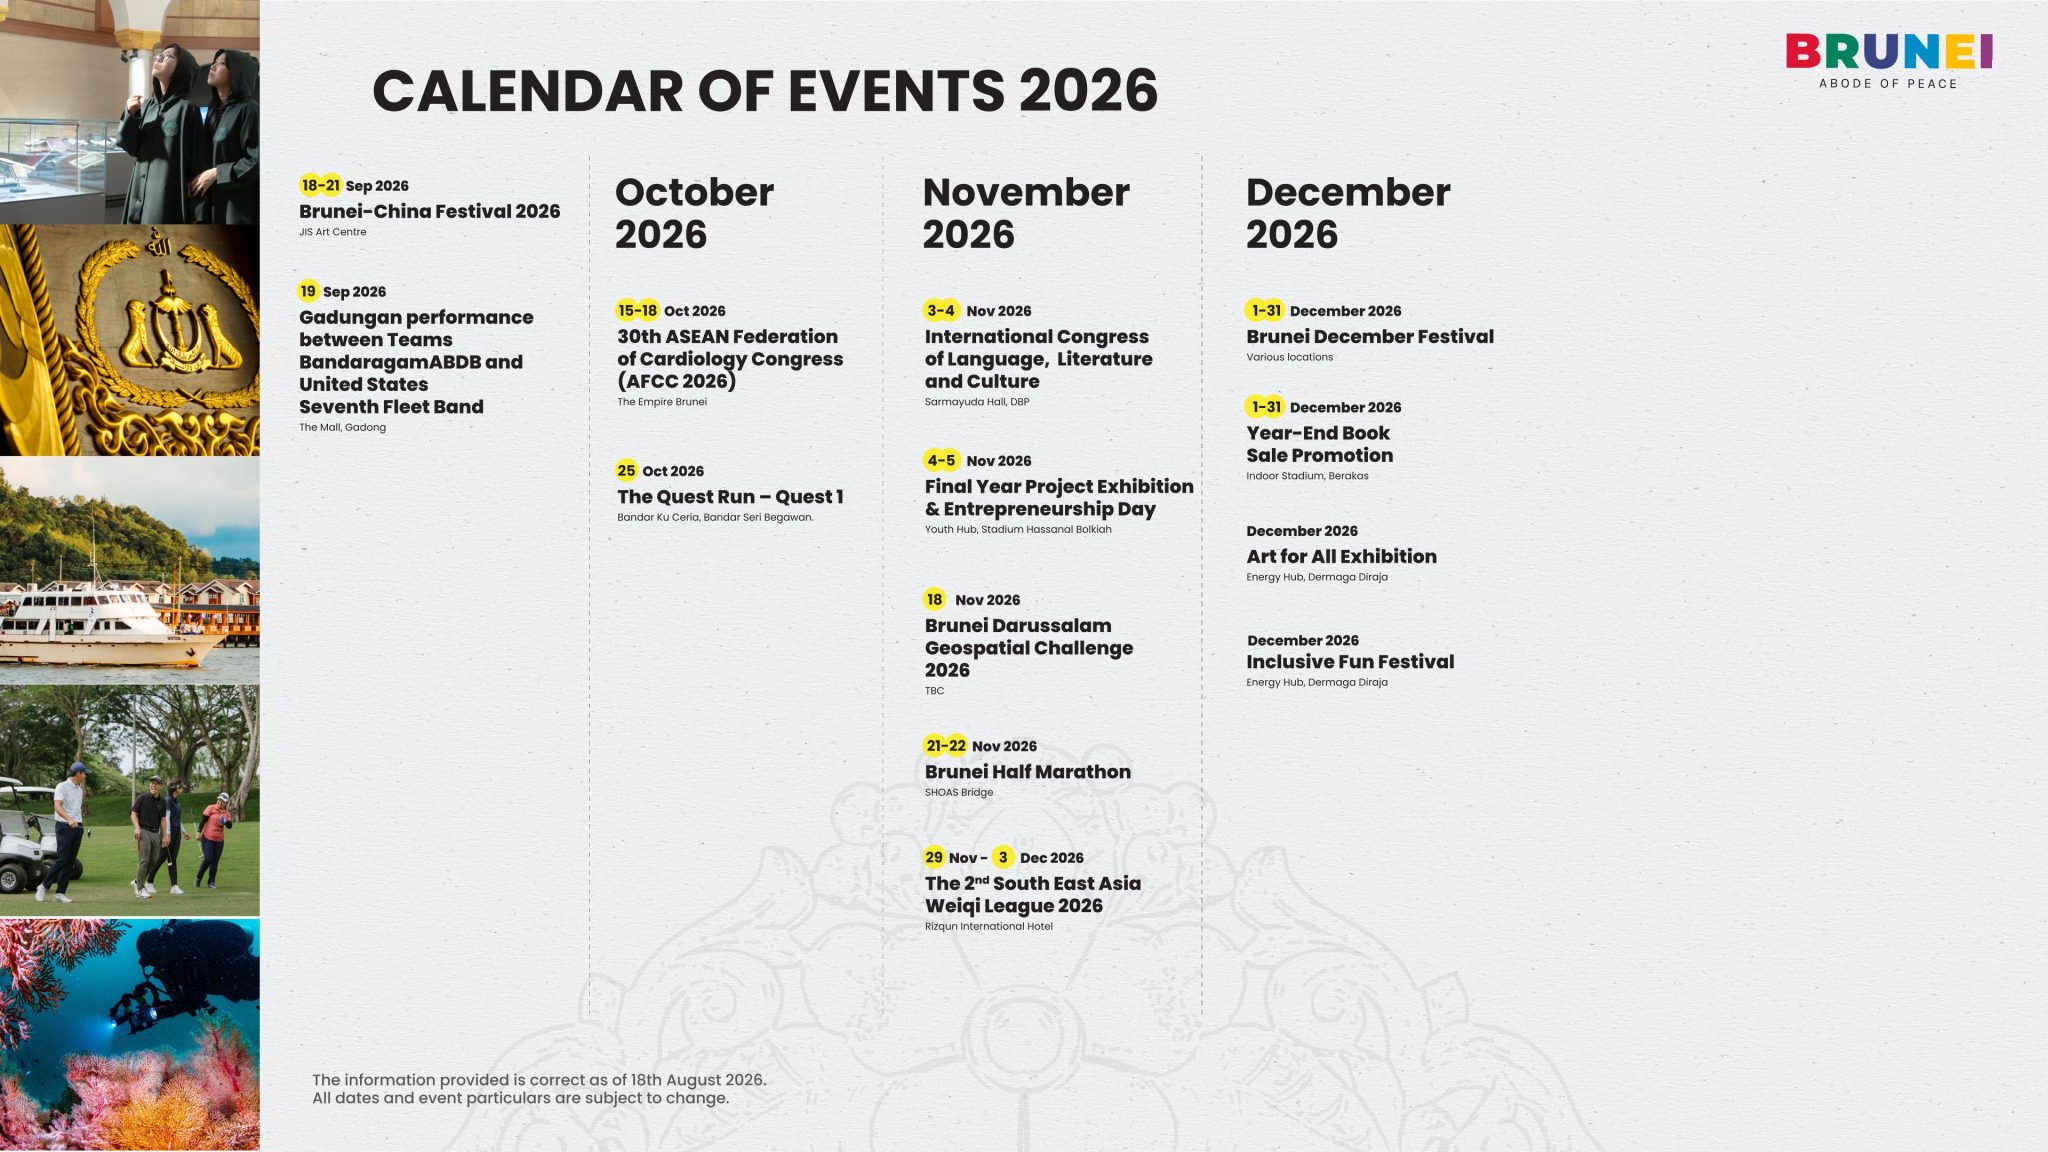 CALENDAR OF EVENTS 2026
BRUNEI
ABODE OF PEACE
18-21 Sep 2026
Brunei-China Festival 2026
JIS Art Centre
19 Sep 2026
Gadungan performance
between Teams
BandaragamABDB and
United States
Seventh Fleet Band
The Mall, Gadong
October
2026
15-18 Oct 2026
30th ASEAN Federation
of Cardiology Congress
(AFCC 2026)
The Empire Brunei
25 Oct 2026
The Quest Run – Quest 1
Bandar Ku Ceria, Bandar Seri Begawan.
November
2026
3-4 Nov 2026
International Congress
of Language, Literature
and Culture
Sarmayuda Hall, DBP
4-5 Nov 2026
Final Year Project Exhibition
& Entrepreneurship Day
Youth Hub, Stadium Hassanal Bolkiah
18 Nov 2026
Brunei Darussalam
Geospatial Challenge
2026
TBC
21-22 Nov 2026
Brunei Half Marathon
SHOAS Bridge
29 Nov - 3 Dec 2026
The 2nd South East Asia
Weiqi League 2026
Rizqun International Hotel
December
2026
1-31 December 2026
Brunei December Festival
Various locations
1-31 December 2026
Year-End Book
Sale Promotion
Indoor Stadium, Berakas
December 2026
Art for All Exhibition
Energy Hub, Dermaga Diraja
December 2026
Inclusive Fun Festival
Energy Hub, Dermaga Diraja
The information provided is correct as of 18th August 2026.
All dates and event particulars are subject to change.